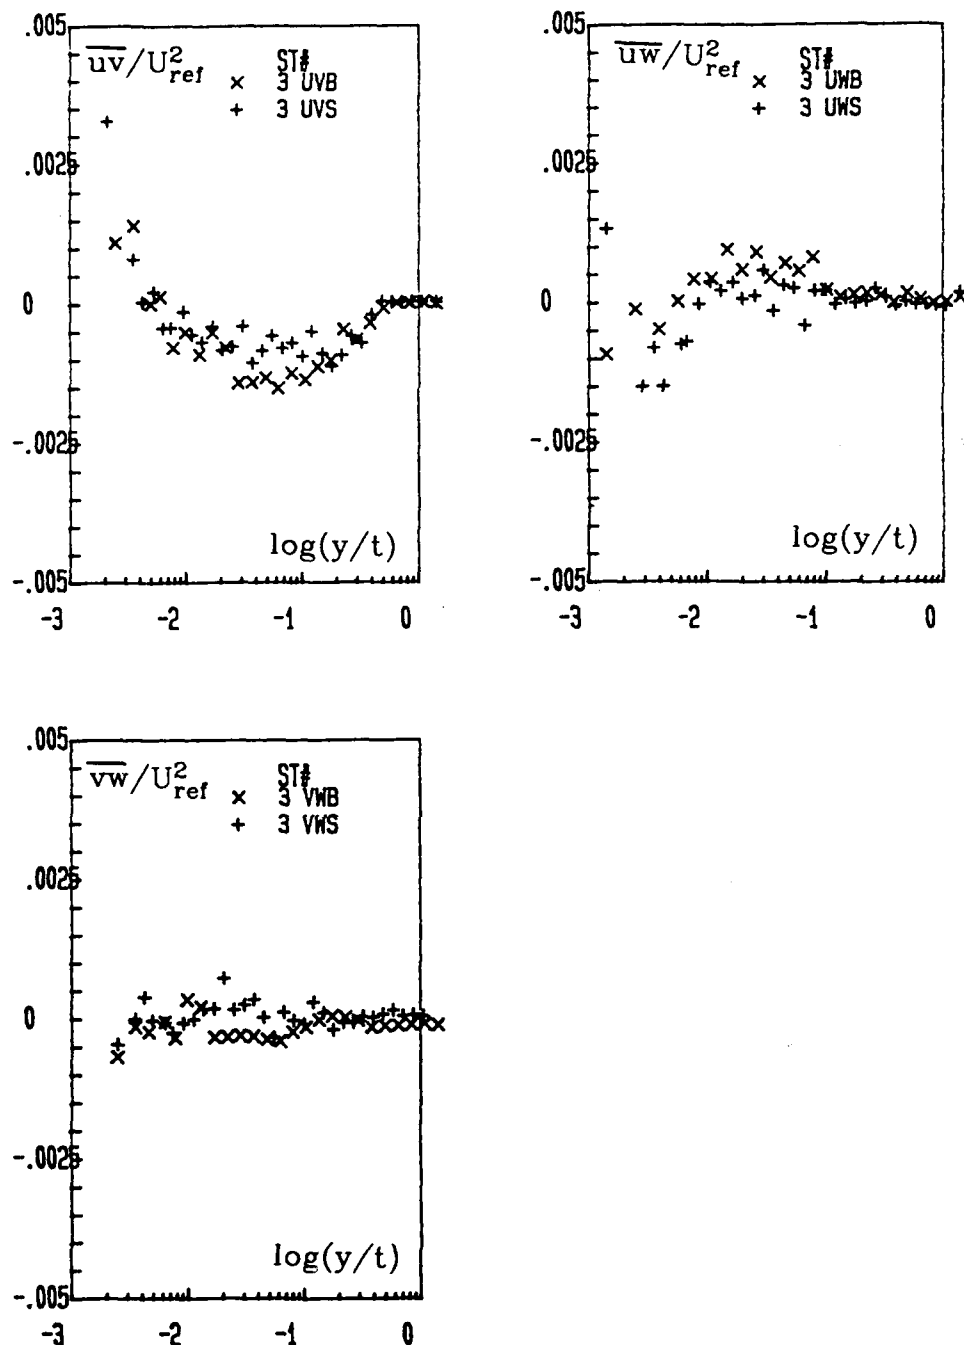 .005
uv/U²ref
ST#
× 3 UVB
+ 3 UVS
.0025
0
-.0025
log(y/t)
-.005
-3 -2 -1 0
.005
uw/U²ref
ST#
× 3 UWB
+ 3 UWS
.0025
0
-.0025
log(y/t)
-.005
-3 -2 -1 0
.005
vw/U²ref
ST#
× 3 VWB
+ 3 VWS
.0025
0
-.0025
log(y/t)
-.005
-3 -2 -1 0